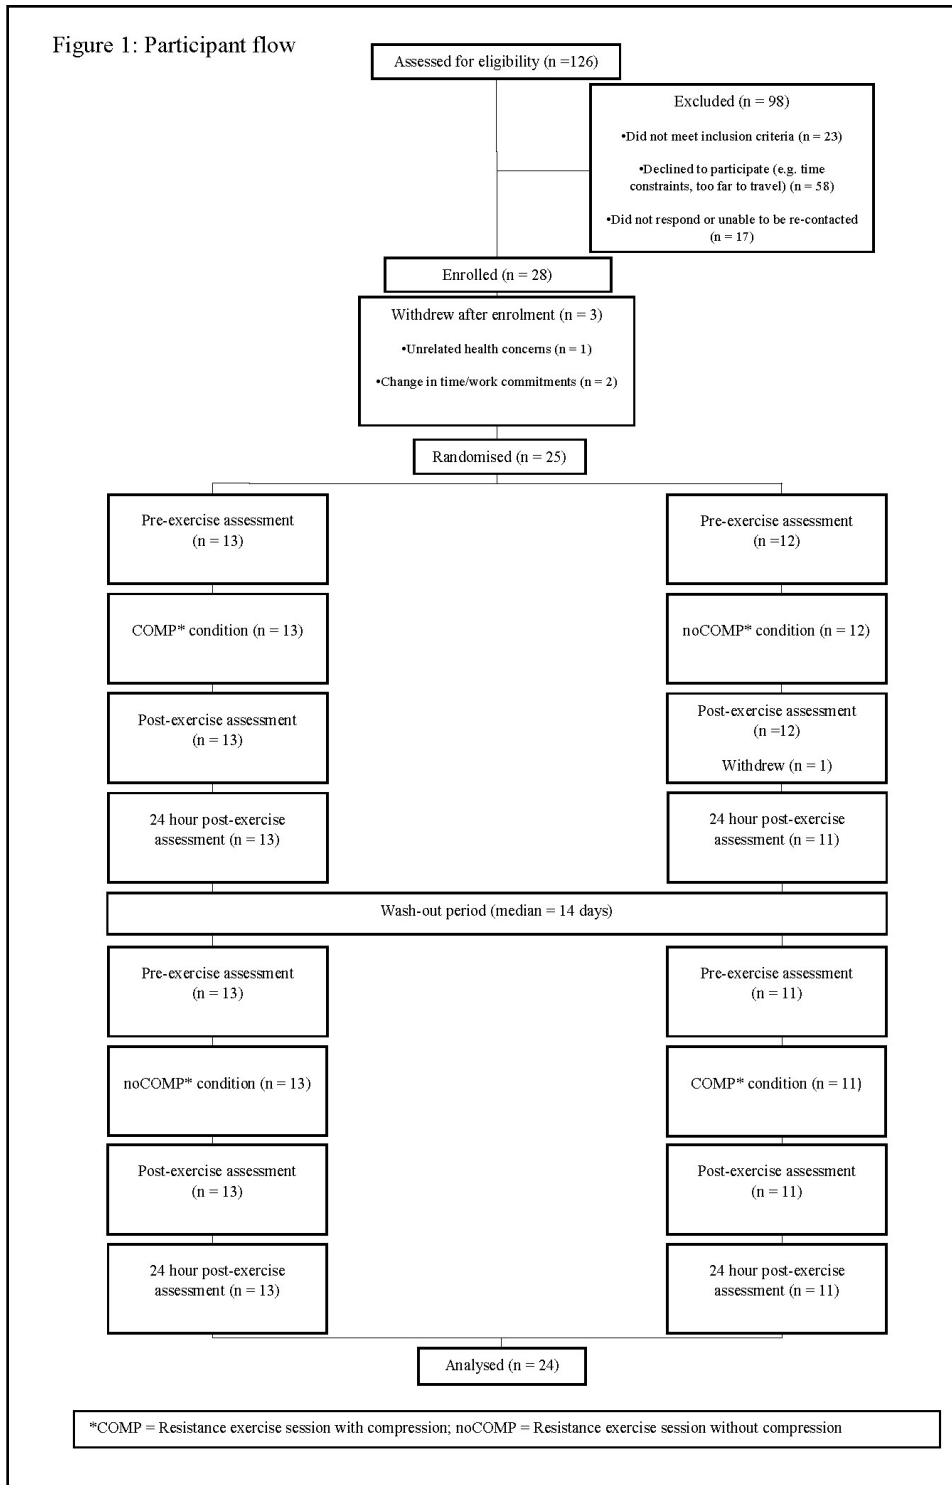 Figure 1: Participant flow
Assessed for eligibility (n =126)
Excluded (n = 98)
•Did not meet inclusion criteria (n = 23)
•Declined to participate (e.g. time
constraints, too far to travel) (n = 58)
•Did not respond or unable to be re-contacted
(n = 17)
Enrolled (n = 28)
Withdrew after enrolment (n = 3)
•Unrelated health concerns (n = 1)
•Change in time/work commitments (n = 2)
Randomised (n = 25)
Pre-exercise assessment
(n = 13)
Pre-exercise assessment
(n =12)
COMP* condition (n = 13)
noCOMP* condition (n = 12)
Post-exercise assessment
(n = 13)
Post-exercise assessment
(n =12)
Withdrew (n = 1)
24 hour post-exercise
assessment (n = 13)
24 hour post-exercise
assessment (n = 11)
Wash-out period (median = 14 days)
Pre-exercise assessment
(n = 13)
Pre-exercise assessment
(n = 11)
noCOMP* condition (n = 13)
COMP* condition (n = 11)
Post-exercise assessment
(n = 13)
Post-exercise assessment
(n = 11)
24 hour post-exercise
assessment (n = 13)
24 hour post-exercise
assessment (n = 11)
Analysed (n = 24)
*COMP = Resistance exercise session with compression; noCOMP = Resistance exercise session without compression